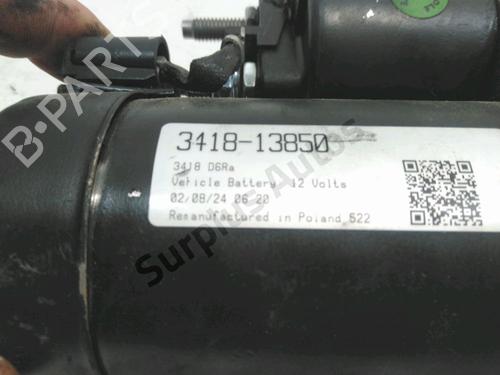 3418-13850
3418 D6Ra
Vehicle Battery 12 Volts
02/08/24 06 20
Remanufactured in Poland 522
B-PARTS
Surplus Autos